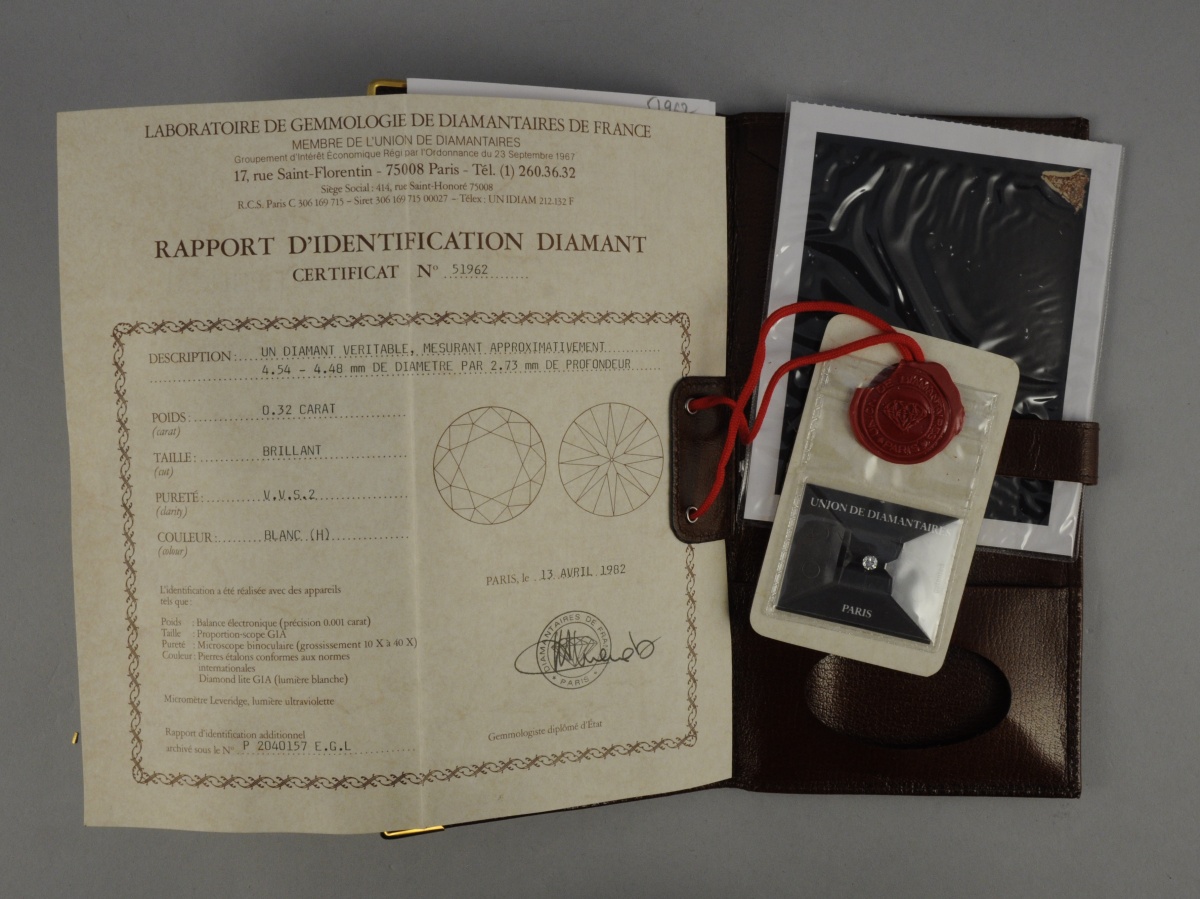 51962
LABORATOIRE DE GEMMOLOGIE DE DIAMANTAIRES DE FRANCE
MEMBRE DE L'UNION DE DIAMANTAIRES
Groupement d'Intérêt Économique Régi par l'Ordonnance du 23 Septembre 1967
17, rue Saint-Florentin - 75008 Paris - Tél. (1) 260.36.32
Siège Social : 414, rue Saint-Honoré 75008
R.C.S. Paris C 306 169 715 – Siret 306 169 715 00027 – Télex : UNIDIAM 212.132 F
RAPPORT D'IDENTIFICATION DIAMANT
CERTIFICAT N° 51962
DESCRIPTION : UN DIAMANT VERITABLE, MESURANT APPROXIMATIVEMENT
4.54 - 4.48 mm DE DIAMETRE PAR 2.73 mm DE PROFONDEUR
POIDS : 0.32 CARAT
(carat)
TAILLE : BRILLANT
(cut)
PURETÉ : V.V.S.2
(clarity)
COULEUR : BLANC (H)
(colour)
PARIS, le 13 AVRIL 1982
L'identification a été réalisée avec des appareils
tels que :
Poids : Balance électronique (précision 0.001 carat)
Taille : Proportion-scope GIA
Pureté : Microscope binoculaire (grossissement 10 X à 40 X)
Couleur : Pierres étalons conformes aux normes
internationales
Diamond lite GIA (lumière blanche)
Micromètre Leveridge, lumière ultraviolette
DIAMANTAIRES DE FRANCE
* PARIS *
Gemmologiste diplômé d'État
Rapport d'identification additionnel
archivé sous le N° P 2040157 E.G.L
UNION DE DIAMANTAIRES
PARIS